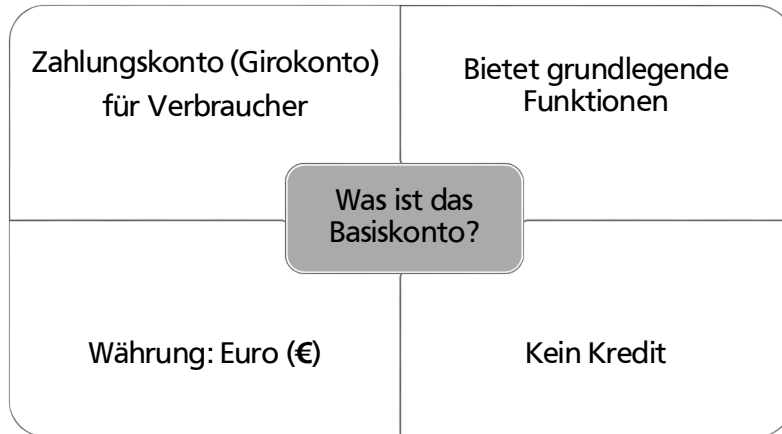 Zahlungskonto (Girokonto)
für Verbraucher
Bietet grundlegende
Funktionen
Was ist das
Basiskonto?
Währung: Euro (€)
Kein Kredit